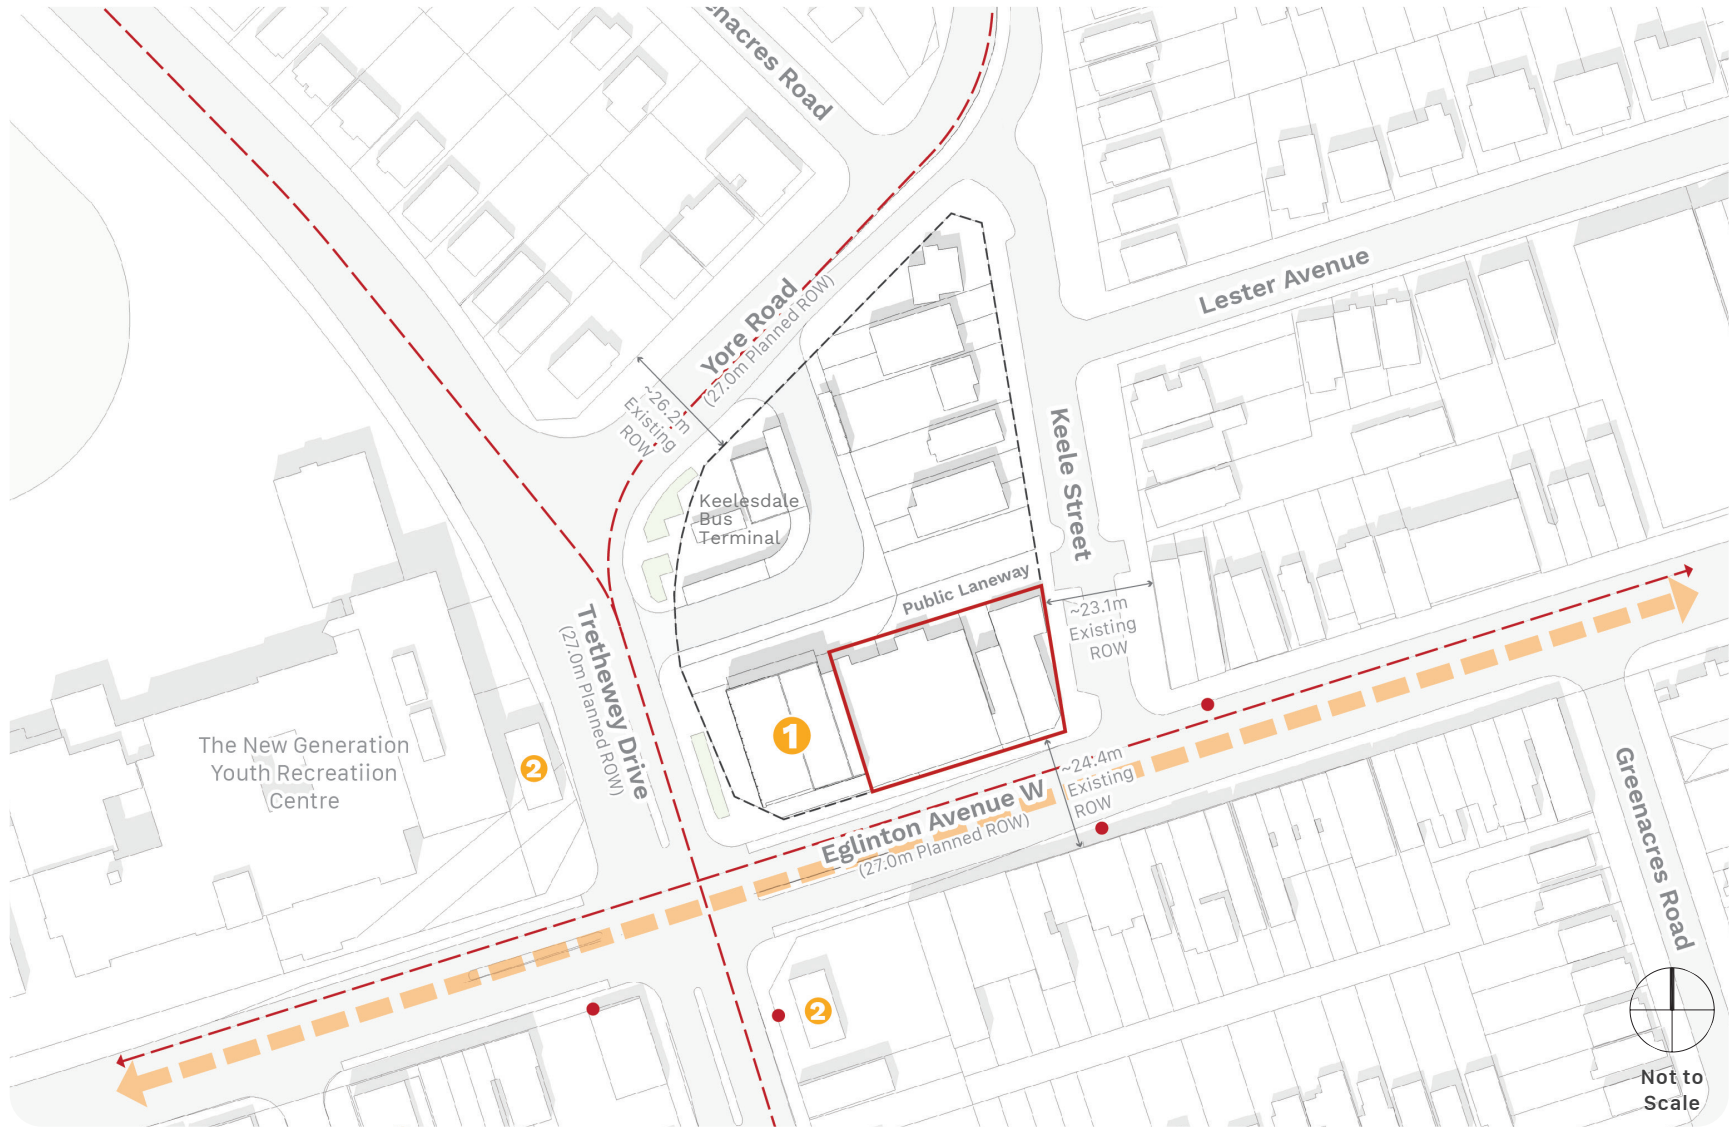 enacres Road
Yore Road
(27.0m Planned ROW)
Lester Avenue
~26.2m
Existing
ROW
Keele Street
Keelesdale
Bus
Terminal
Public Laneway
~23.1m
Existing
ROW
Trethewey Drive
(27.0m Planned ROW)
The New Generation
Youth Recreatiion
Centre
2
1
~24.4m
Existing
ROW
Eglinton Avenue W
(27.0m Planned ROW)
Greenacres Road
2
Not to
Scale